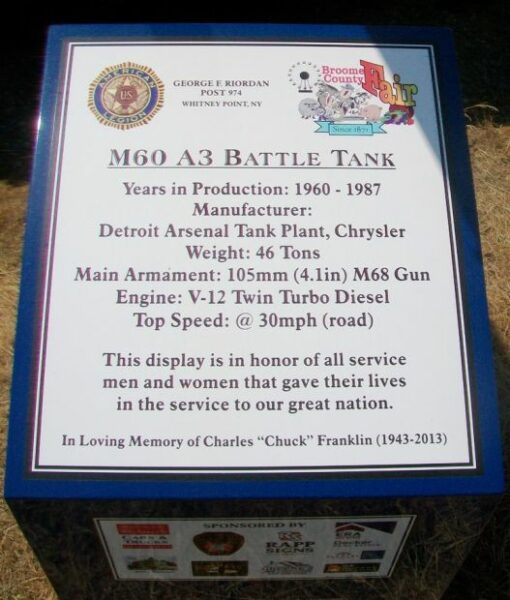 AMERICAN
US
LEGION
GEORGE F. RIORDAN
POST 974
WHITNEY POINT, NY
Broome
County
Fair
Since 1871
M60 A3 BATTLE TANK
Years in Production: 1960 - 1987
Manufacturer:
Detroit Arsenal Tank Plant, Chrysler
Weight: 46 Tons
Main Armament: 105mm (4.1in) M68 Gun
Engine: V-12 Twin Turbo Diesel
Top Speed: @ 30mph (road)
This display is in honor of all service
men and women that gave their lives
in the service to our great nation.
In Loving Memory of Charles "Chuck" Franklin (1943-2013)
SPONSORED BY
CARS &
TRUCKS
RAPP
SIGNS
ERA